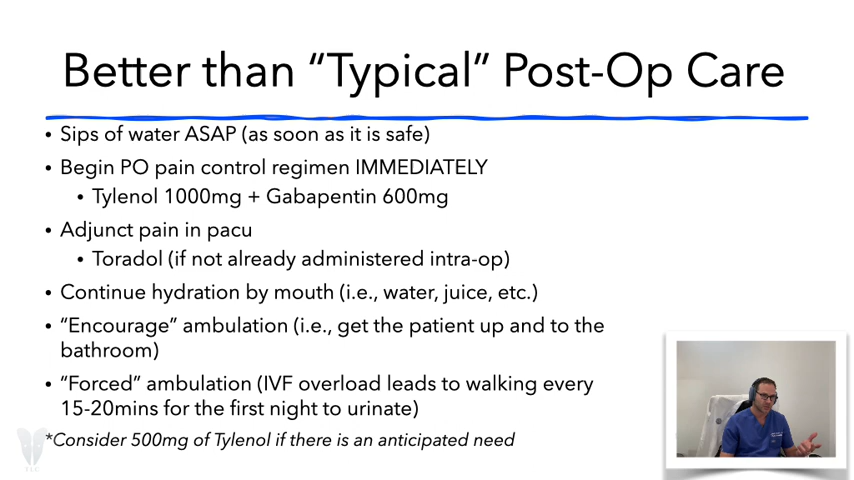 Better than “Typical” Post-Op Care
• Sips of water ASAP (as soon as it is safe)
• Begin PO pain control regimen IMMEDIATELY
• Tylenol 1000mg + Gabapentin 600mg
• Adjunct pain in pacu
• Toradol (if not already administered intra-op)
• Continue hydration by mouth (i.e., water, juice, etc.)
• “Encourage” ambulation (i.e., get the patient up and to the
bathroom)
• “Forced” ambulation (IVF overload leads to walking every
15-20mins for the first night to urinate)
*Consider 500mg of Tylenol if there is an anticipated need
TLC